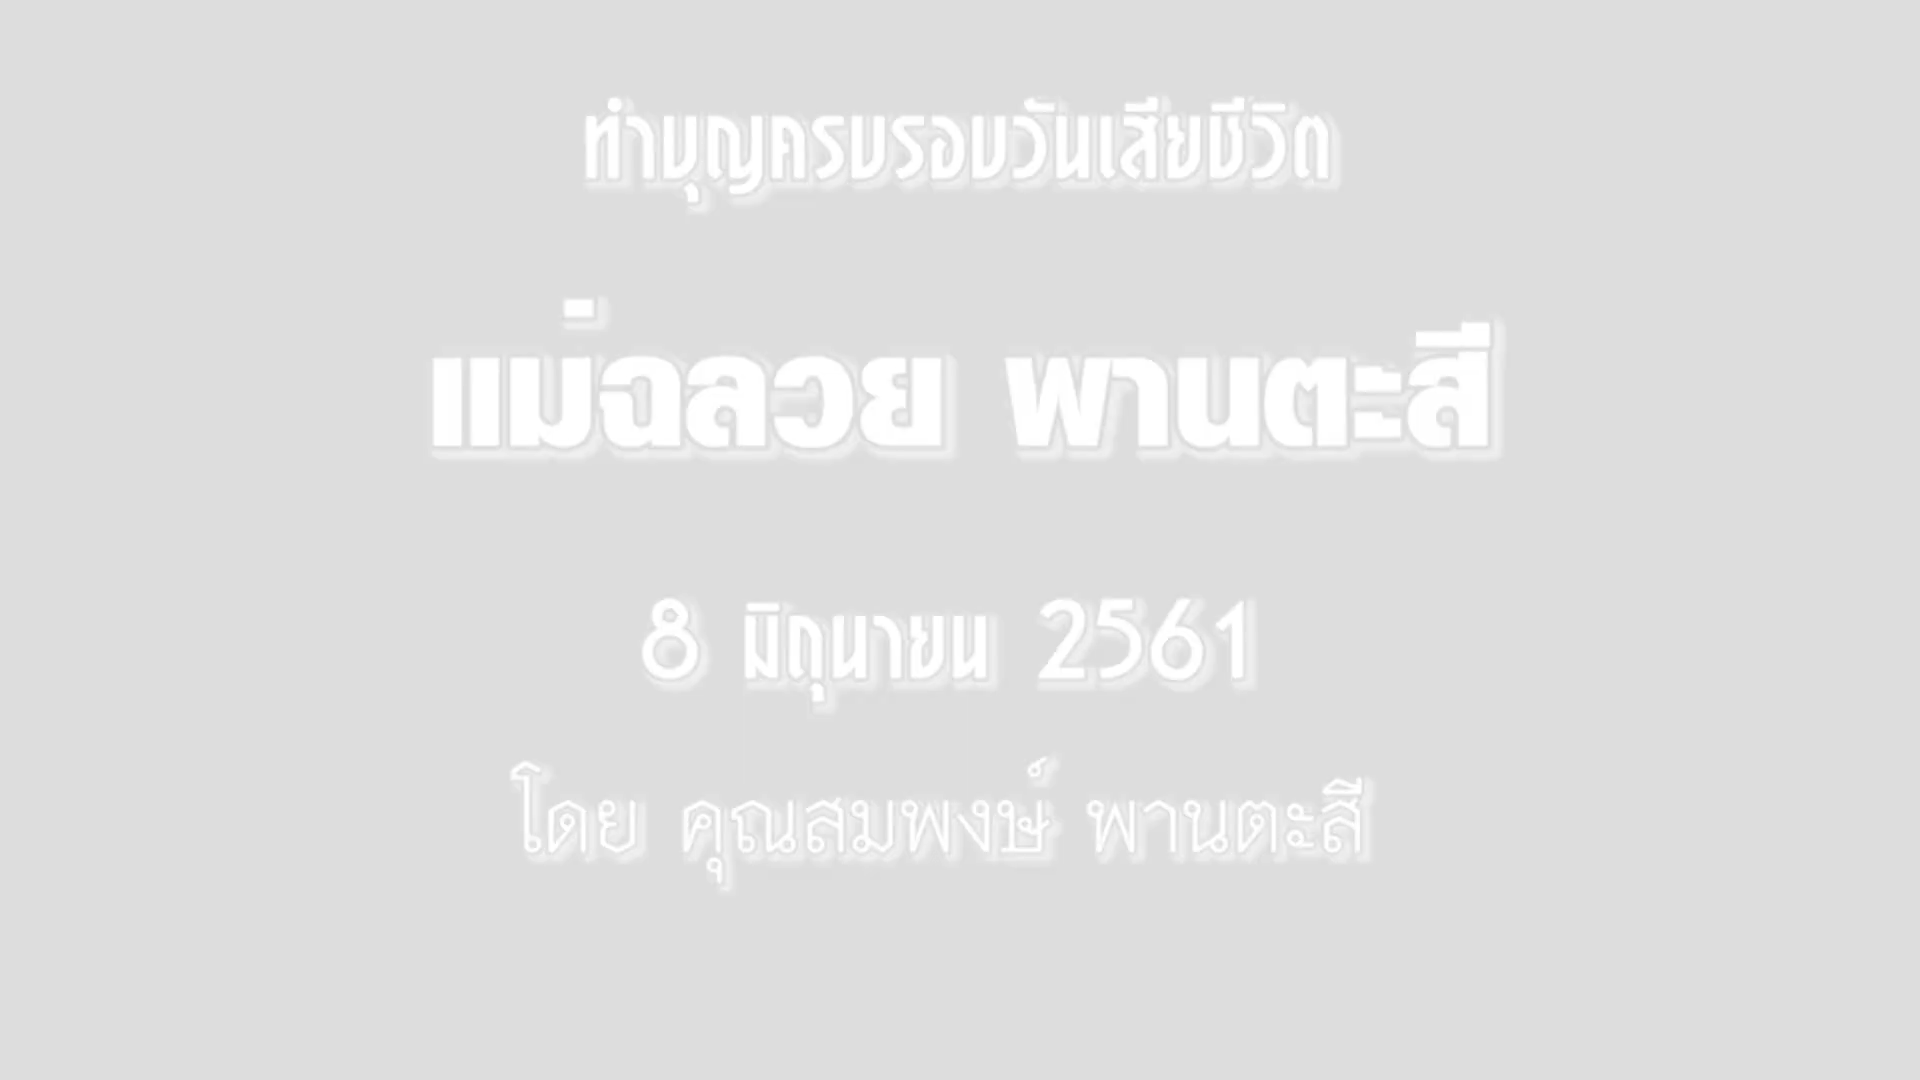 ทำบุญครบรอบวันเสียชีวิต
แม่ฉลวย พานตะสี
8 มิถุนายน 2561
โดย คุณสมพงษ์ พานตะสี